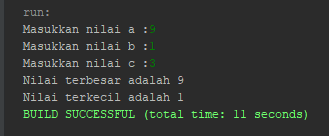 run:
Masukkan nilai a :9
Masukkan nilai b :1
Masukkan nilai c :3
Nilai terbesar adalah 9
Nilai terkecil adalah 1
BUILD SUCCESSFUL (total time: 11 seconds)